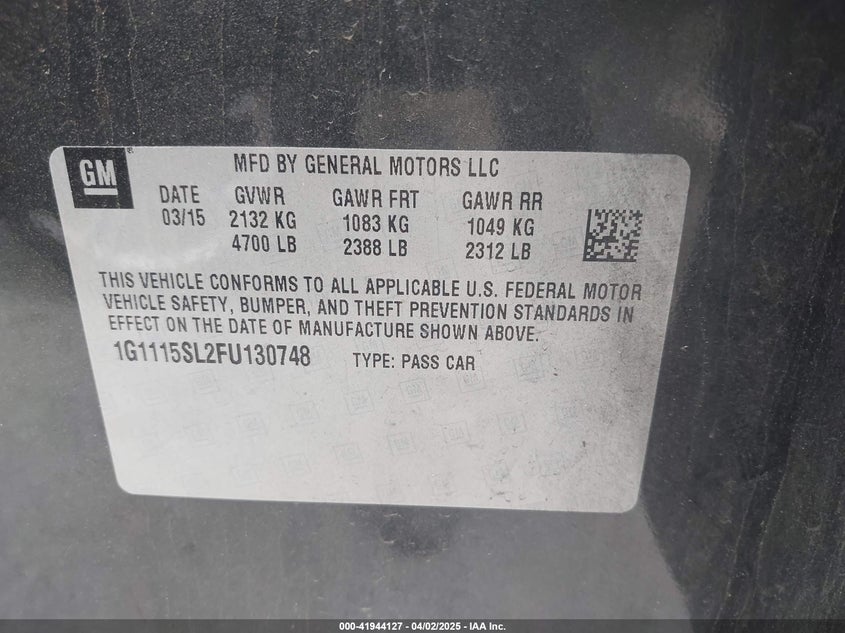 GM
MFD BY GENERAL MOTORS LLC
DATE GVWR GAWR FRT GAWR RR
03/15 2132 KG 1083 KG 1049 KG
4700 LB 2388 LB 2312 LB
THIS VEHICLE CONFORMS TO ALL APPLICABLE U.S. FEDERAL MOTOR
VEHICLE SAFETY, BUMPER, AND THEFT PREVENTION STANDARDS IN
EFFECT ON THE DATE OF MANUFACTURE SHOWN ABOVE.
1G1115SL2FU130748 TYPE: PASS CAR
000-41944127 - 04/02/2025 - IAA Inc.